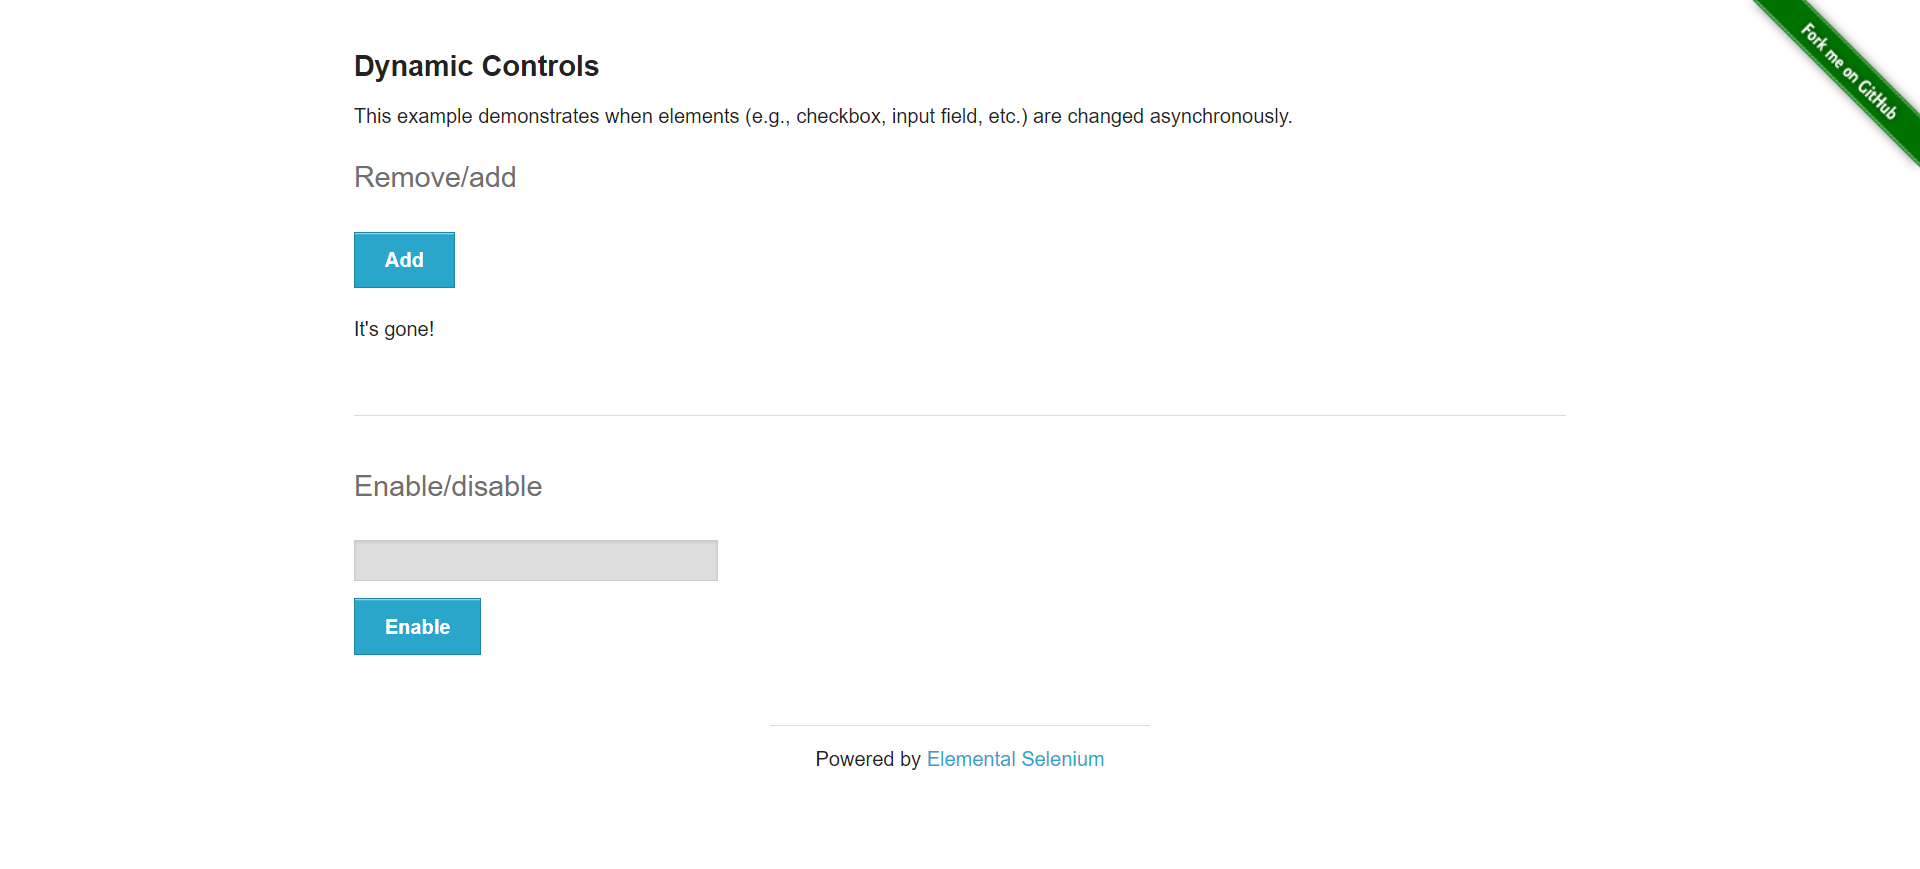 Fork me on GitHub
Dynamic Controls
This example demonstrates when elements (e.g., checkbox, input field, etc.) are changed asynchronously.
Remove/add
Add
It's gone!
Enable/disable
Enable
Powered by Elemental Selenium